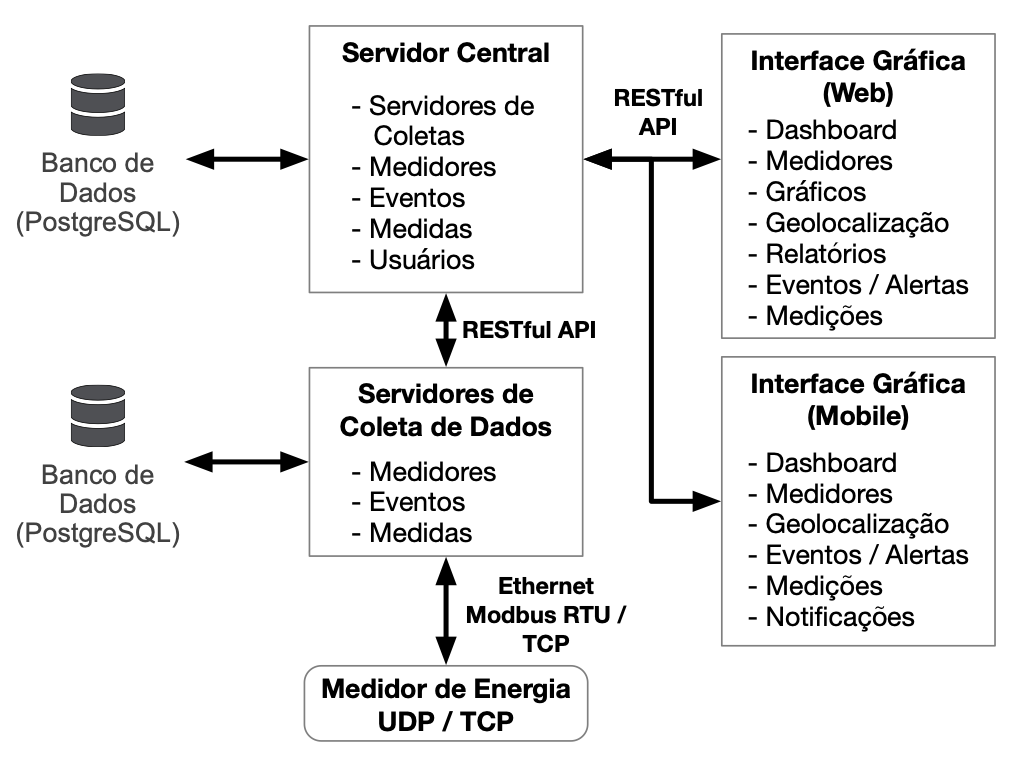 Servidor Central
- Servidores de
Coletas
- Medidores
- Eventos
- Medidas
- Usuários
Banco de
Dados
(PostgreSQL)
RESTful
API
Interface Gráfica
(Web)
- Dashboard
- Medidores
- Gráficos
- Geolocalização
- Relatórios
- Eventos / Alertas
- Medições
RESTful API
Servidores de
Coleta de Dados
- Medidores
- Eventos
- Medidas
Banco de
Dados
(PostgreSQL)
Interface Gráfica
(Mobile)
- Dashboard
- Medidores
- Geolocalização
- Eventos / Alertas
- Medições
- Notificações
Ethernet
Modbus RTU /
TCP
Medidor de Energia
UDP / TCP